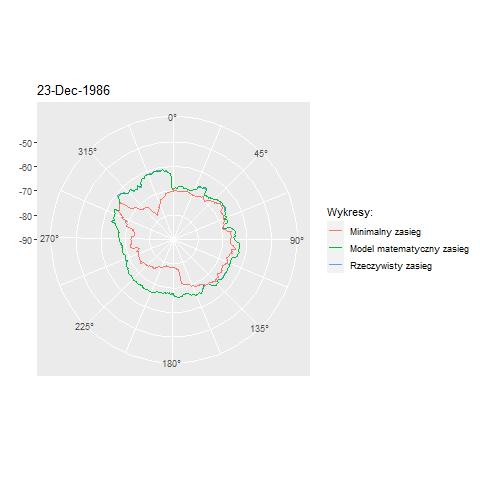 23-Dec-1986
0°
-50
315°
45°
-60
-70
-80
-90
270°
90°
225°
135°
180°
Wykresy:
Minimalny zasieg
Model matematyczny zasieg
Rzeczywisty zasieg